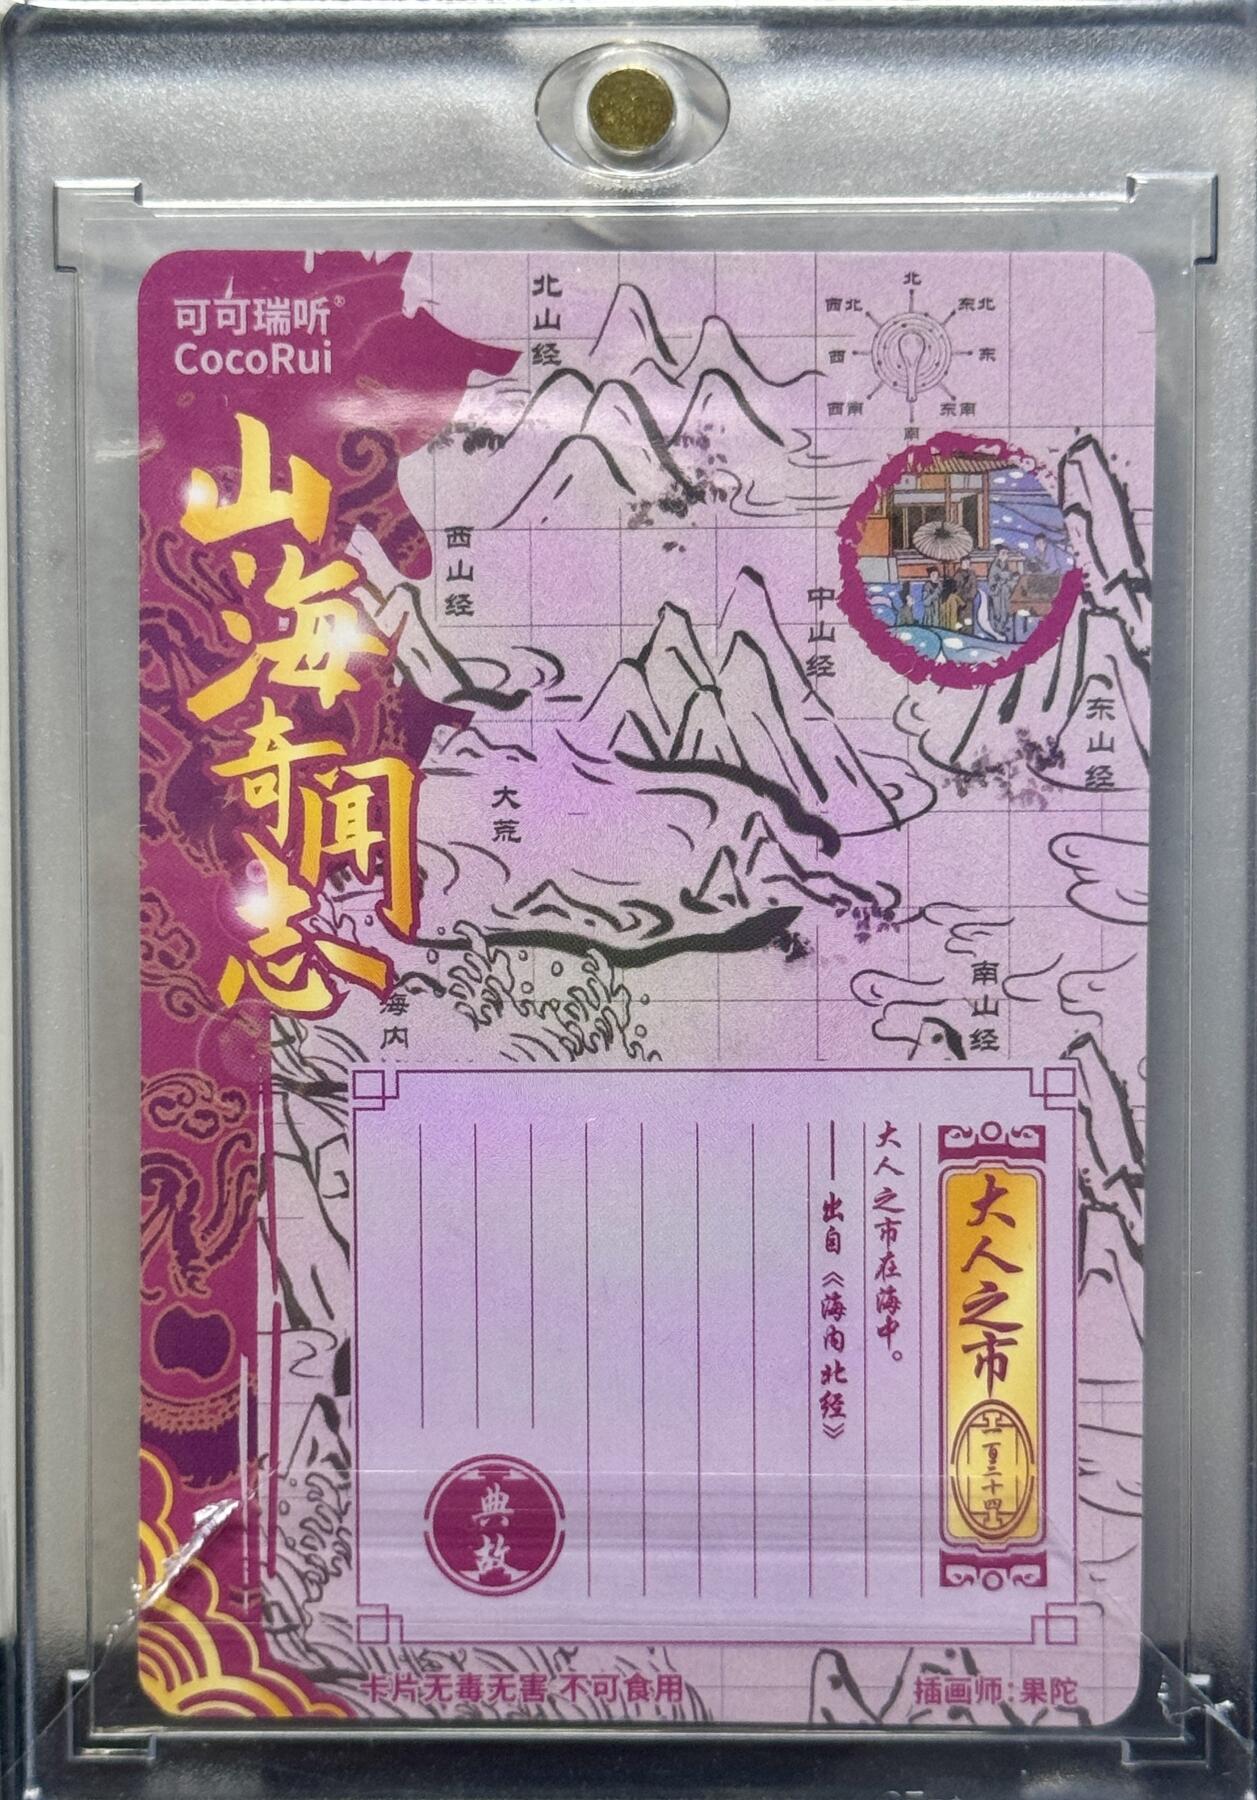 可可瑞听®
CocoRui
山海奇闻志
北山经
北
东北
东
东南
南
西南
西
西北
西山经
中山经
东山经
大荒
南山经
海内
大人之市
一百二十四
大人之市在海中。
——出自《海内北经》
典故
卡片无毒无害 不可食用
插画师:果陀